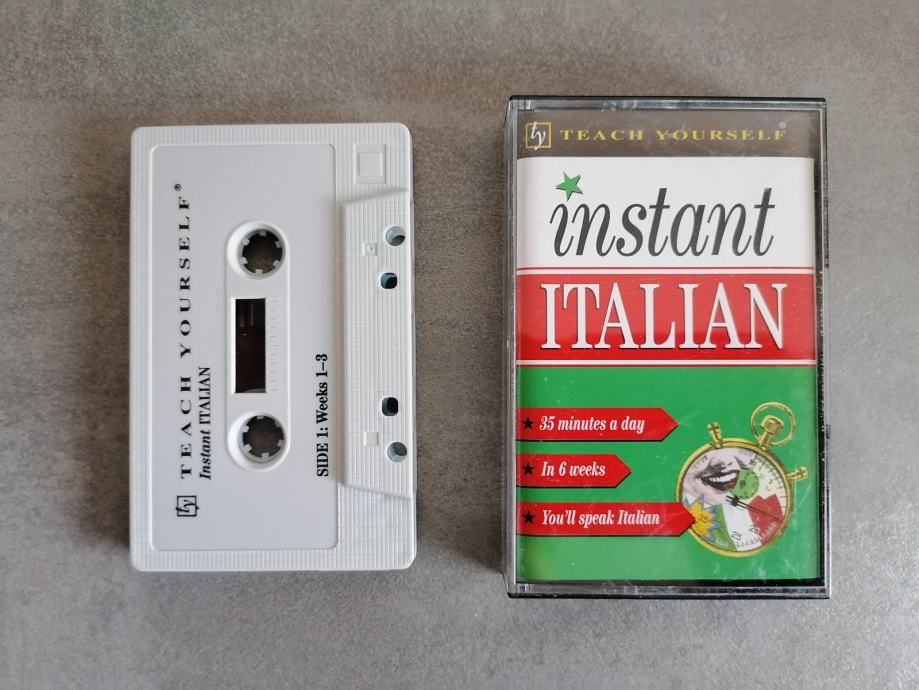 ty TEACH YOURSELF®
Instant ITALIAN
SIDE 1: Weeks 1–3
ty TEACH YOURSELF®
instant
ITALIAN
★ 35 minutes a day
★ In 6 weeks
★ You'll speak Italian